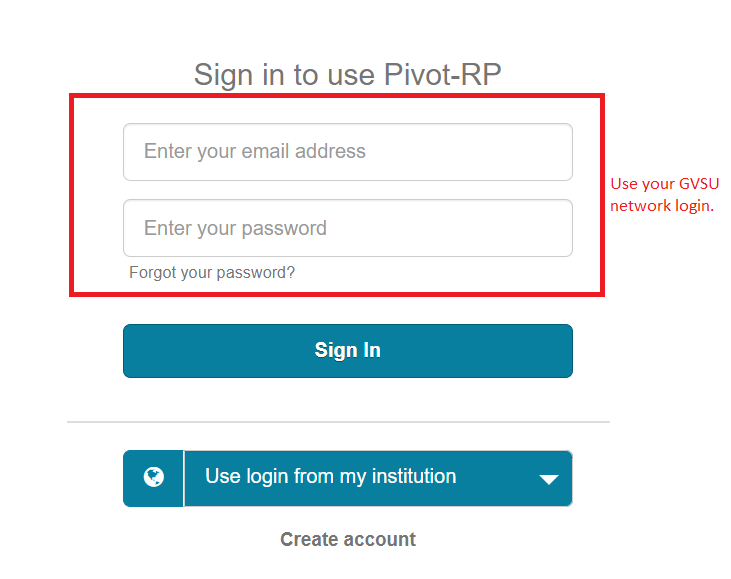 Sign in to use Pivot-RP
Enter your email address
Use your GVSU
network login.
Enter your password
Forgot your password?
Sign In
Use login from my institution
Create account